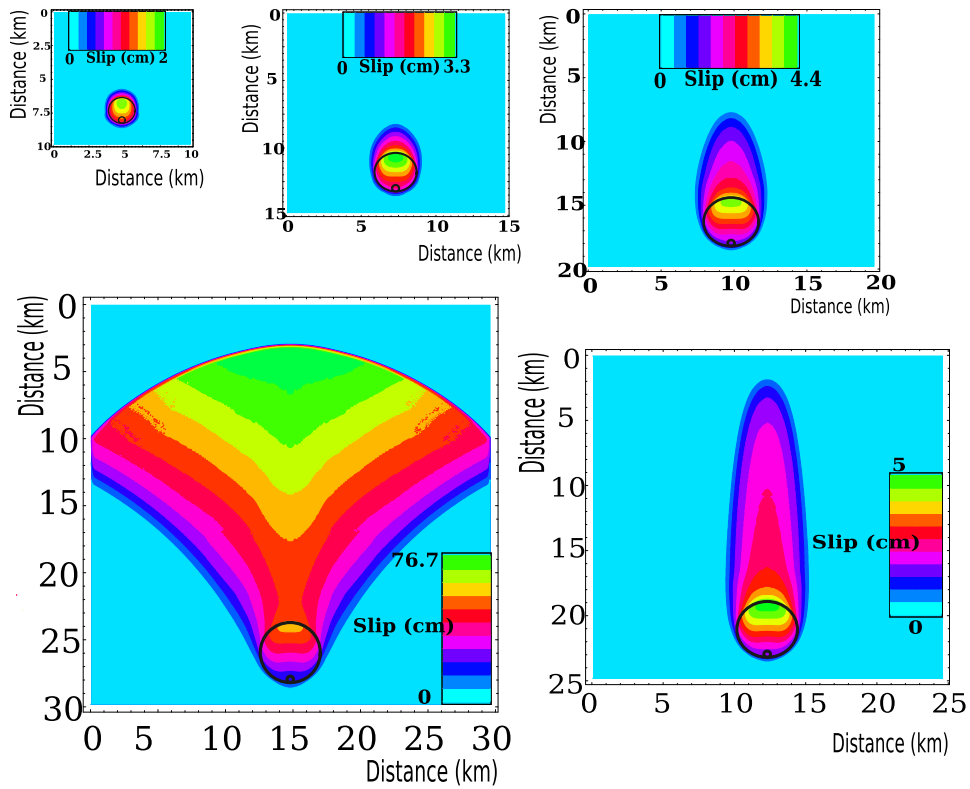 Distance (km)
0
2.5
5
7.5
10
0 Slip (cm) 2
0 2.5 5 7.5 10
Distance (km)
Distance (km)
0
5
10
15
0 Slip (cm) 3.3
0 5 10 15
Distance (km)
Distance (km)
0
5
10
15
20
0 Slip (cm) 4.4
0 5 10 15 20
Distance (km)
Distance (km)
0
5
10
15
20
25
30
76.7
Slip (cm)
0
0 5 10 15 20 25 30
Distance (km)
Distance (km)
0
5
10
15
20
25
5
Slip (cm)
0
0 5 10 15 20 25
Distance (km)